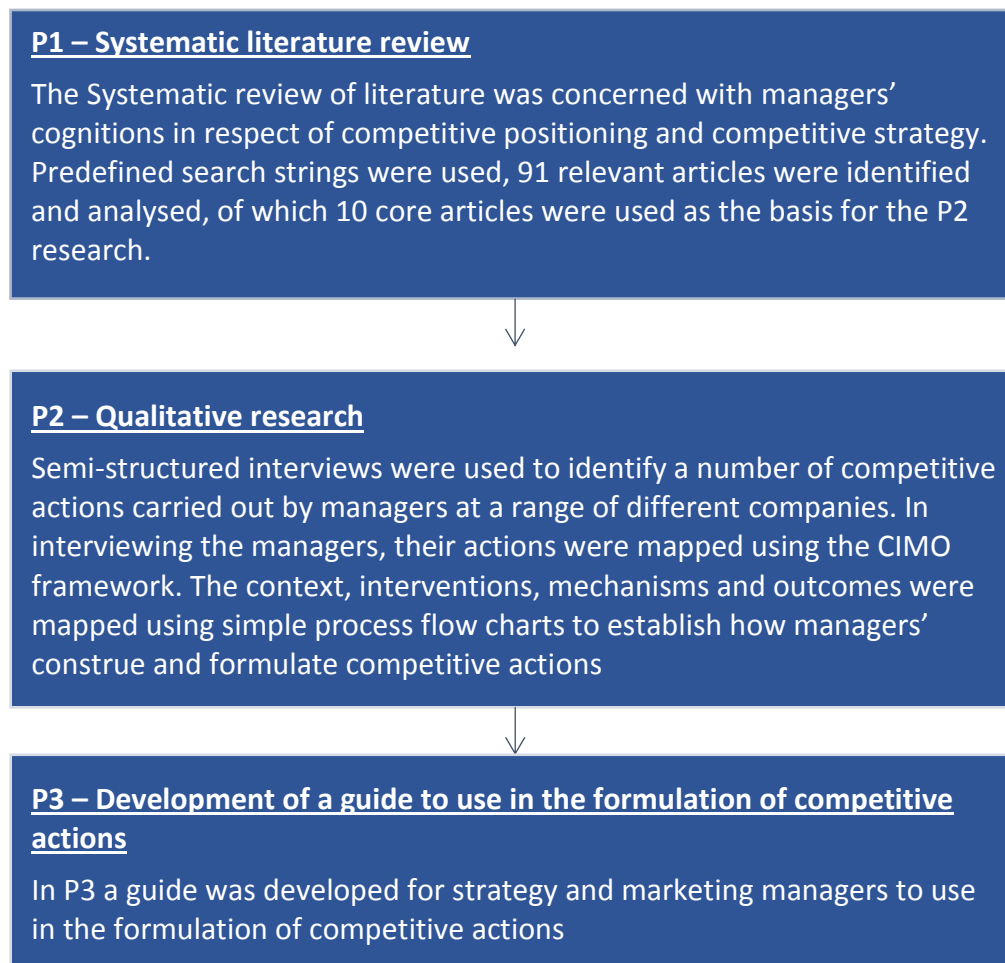 P1 – Systematic literature review
The Systematic review of literature was concerned with managers’
cognitions in respect of competitive positioning and competitive strategy.
Predefined search strings were used, 91 relevant articles were identified
and analysed, of which 10 core articles were used as the basis for the P2
research.
P2 – Qualitative research
Semi-structured interviews were used to identify a number of competitive
actions carried out by managers at a range of different companies. In
interviewing the managers, their actions were mapped using the CIMO
framework. The context, interventions, mechanisms and outcomes were
mapped using simple process flow charts to establish how managers’
construe and formulate competitive actions
P3 – Development of a guide to use in the formulation of competitive
actions
In P3 a guide was developed for strategy and marketing managers to use
in the formulation of competitive actions